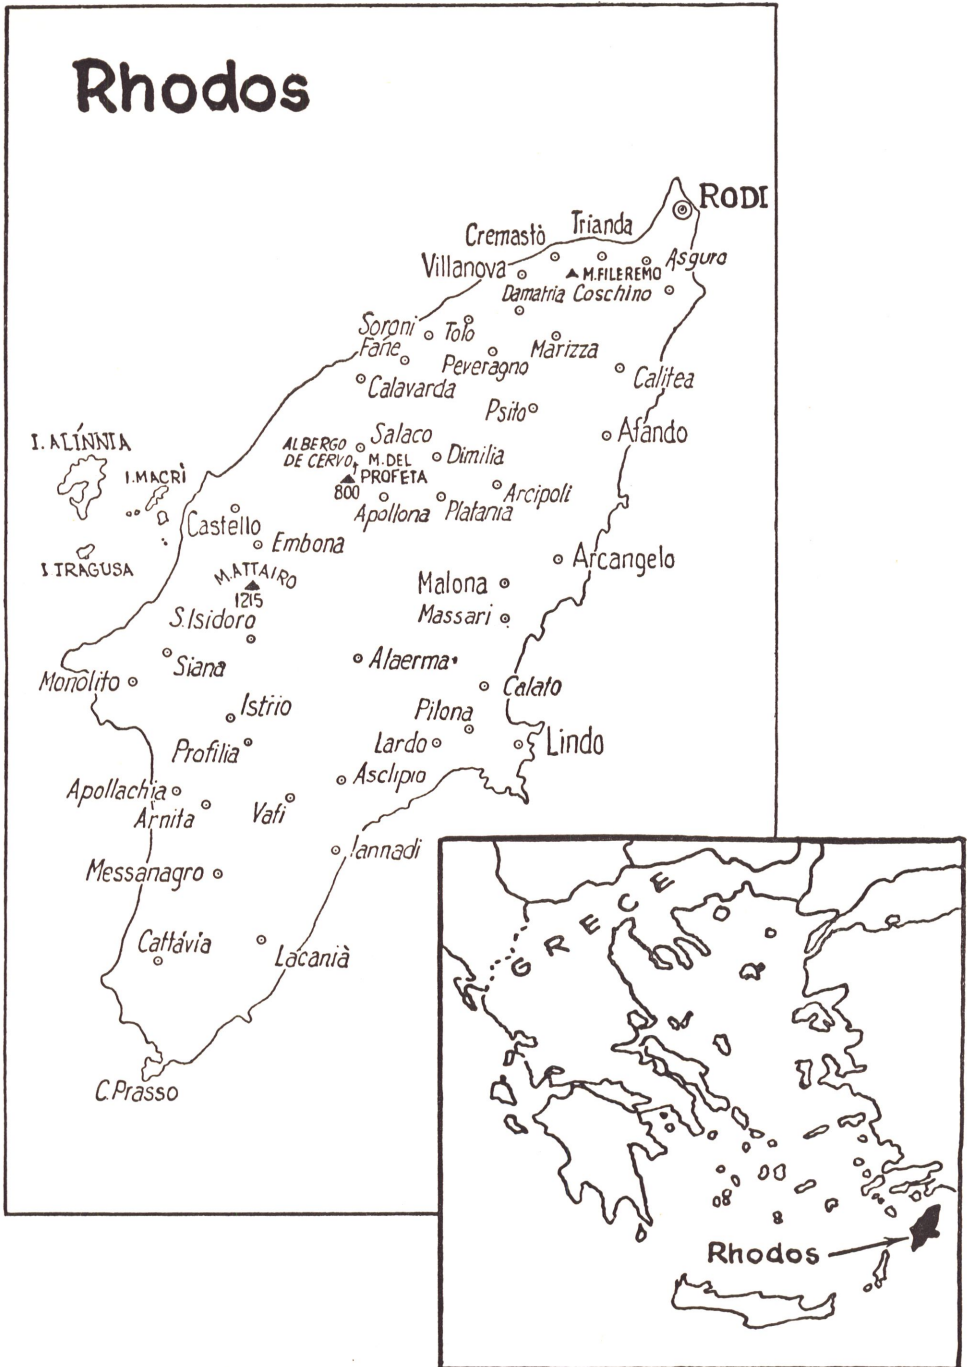 Rhodos
RODI
Trianda
Cremastò
Asguro
Villanova
M.FILEREMO
Damatria Coschino
Soroni
Tolo
Fane
Marizza
Peveragno
Calitea
Calavarda
Psito
Afando
I. ALÍNNIA
ALBERGO
DE CERVO
Salaco
Dimilia
M.DEL
PROFETA
800
I.MACRÌ
Arcipoli
Apollona
Platania
Castello
Embona
Arcangelo
I.TRAGUSA
M.ATTAIRO
1215
Malona
S.Isidoro
Massari
Siana
Alaerma
Monolito
Calato
Istrio
Pilona
Profilia
Lardo
Lindo
Asclipio
Apollachia
Arnita
Vati
Iannadi
Messanagro
Cattávia
Lacanià
C.Prasso
GRECE
Rhodos